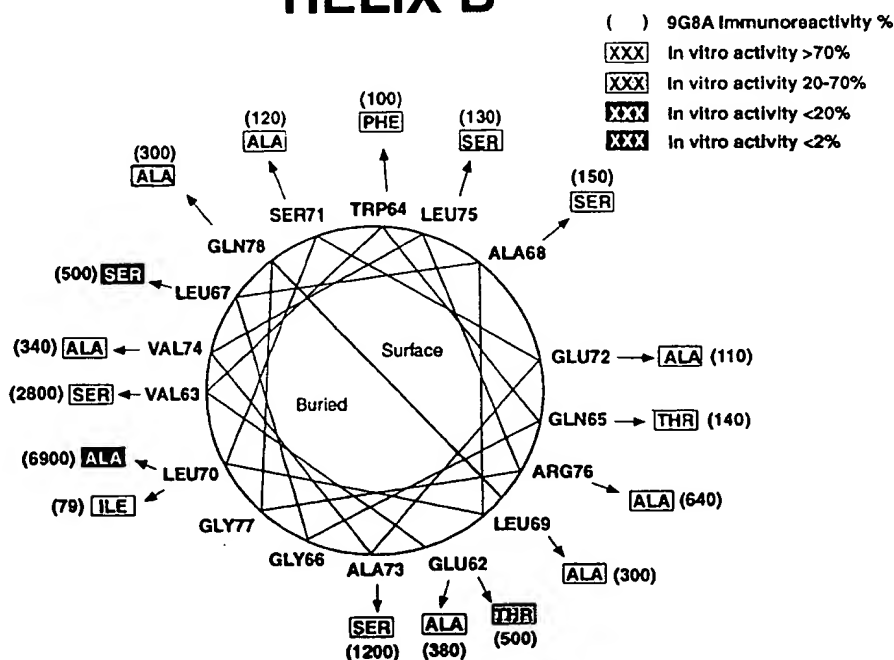 HELIX B
( ) 9G8A Immunoreactivity %
XXX In vitro activity >70%
XXX In vitro activity 20-70%
XXX In vitro activity <20%
XXX In vitro activity <2%
(100)
PHE
(120)
ALA
(130)
SER
(300)
ALA
(150)
SER
SER71
TRP64
LEU75
GLN78
ALA68
(500) SER
LEU67
(340) ALA
VAL74
Surface
GLU72
ALA (110)
(2800) SER
VAL63
Buried
GLN65
THR (140)
(6900) ALA
LEU70
ARG76
(79) ILE
ALA (640)
GLY77
LEU69
GLY66
ALA73
GLU62
ALA (300)
SER
(1200)
ALA
(380)
THR
(500)